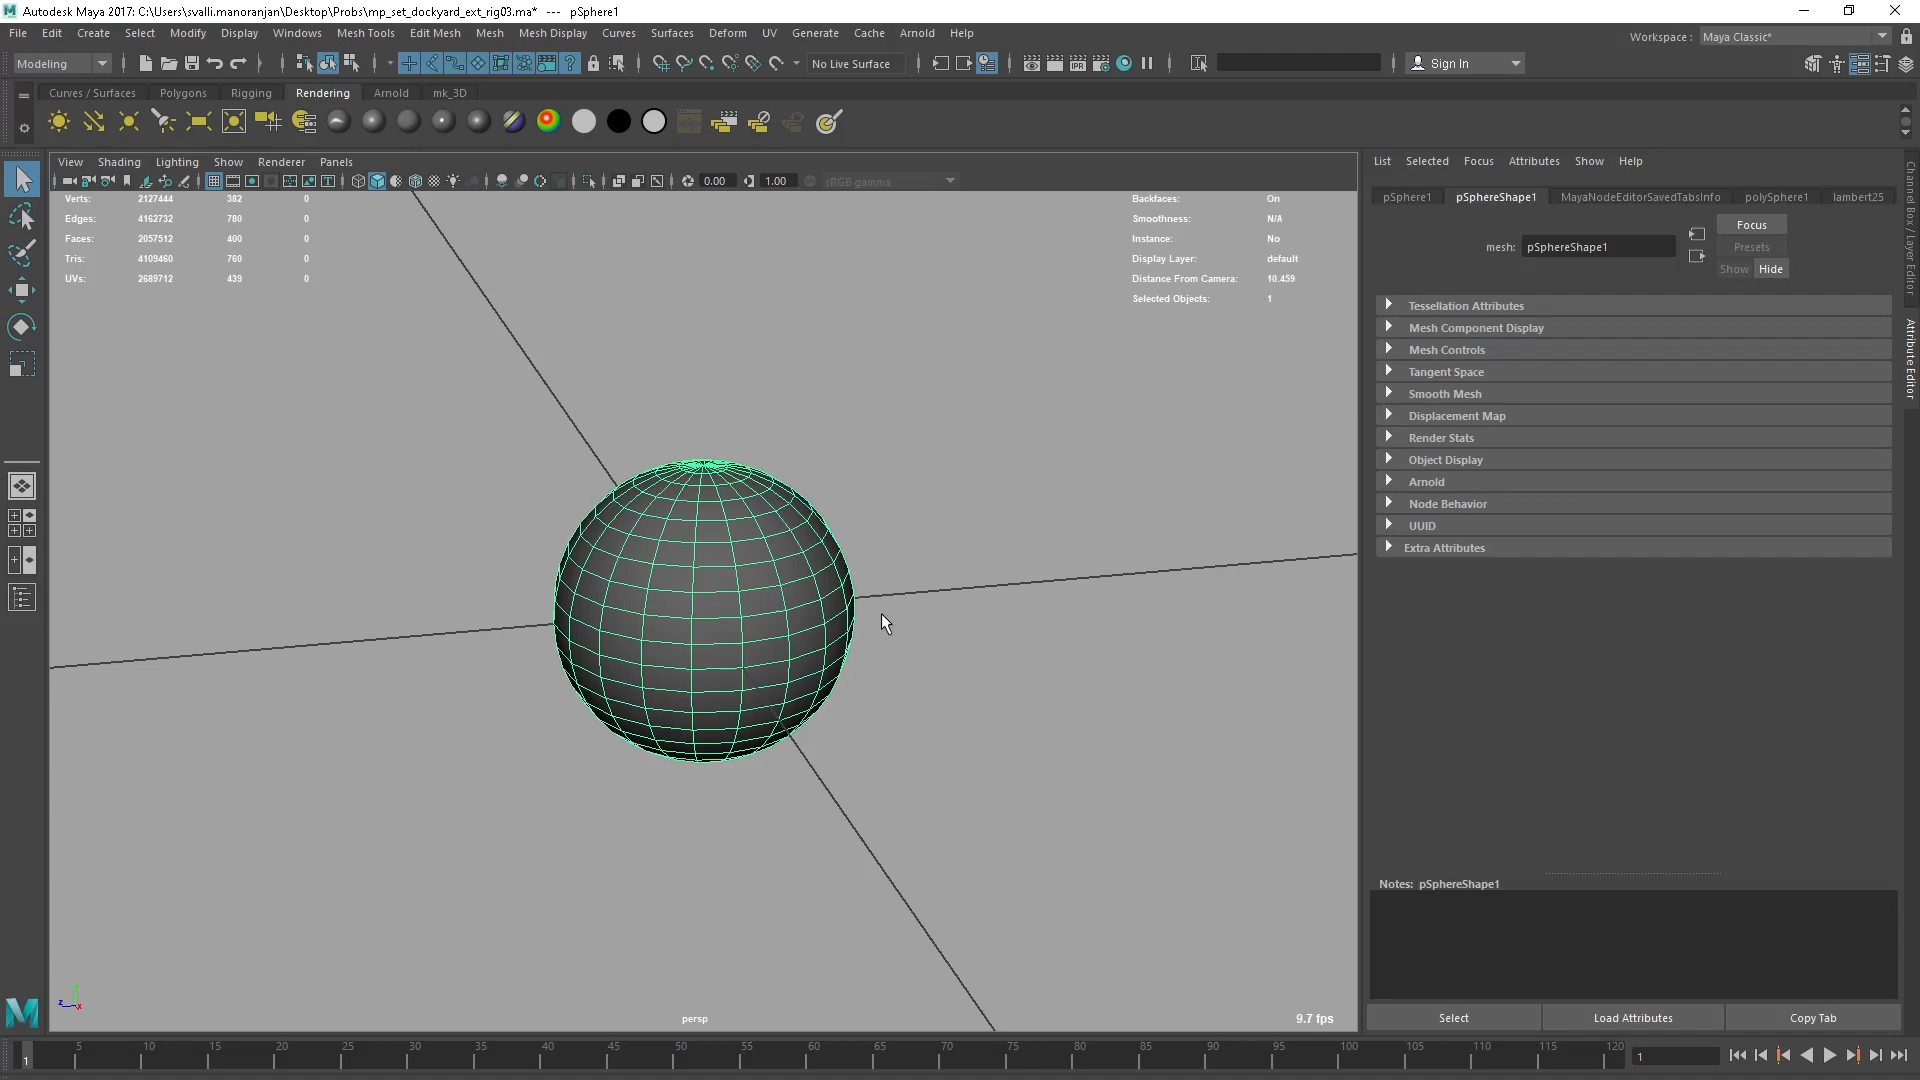 Autodesk Maya 2017: C:\Users\svalli.manoranjan\Desktop\Probs\mp_set_dockyard_ext_rig03.ma*   ---   pSphere1
File Edit Create Select Modify Display Windows Mesh Tools Edit Mesh Mesh Mesh Display Curves Surfaces Deform UV Generate Cache Arnold Help
Workspace : Maya Classic*
Modeling No Live Surface Sign In
Curves / Surfaces Polygons Rigging Rendering Arnold mk_3D
View Shading Lighting Show Renderer Panels
0.00 1.00 sRGB gamma
Verts: 2127444 382 0
Edges: 4162732 780 0
Faces: 2057512 400 0
Tris: 4109460 760 0
UVs: 2689712 439 0
Backfaces: On
Smoothness: N/A
Instance: No
Display Layer: default
Distance From Camera: 10.459
Selected Objects: 1
persp
9.7 fps
List Selected Focus Attributes Show Help
pSphere1 pSphereShape1 MayaNodeEditorSavedTabsInfo polySphere1 lambert25
mesh: pSphereShape1
Focus
Presets
Show Hide
Tessellation Attributes
Mesh Component Display
Mesh Controls
Tangent Space
Smooth Mesh
Displacement Map
Render Stats
Object Display
Arnold
Node Behavior
UUID
Extra Attributes
Notes: pSphereShape1
Select Load Attributes Copy Tab
Channel Box / Layer Editor
Attribute Editor
1 5 10 15 20 25 30 35 40 45 50 55 60 65 70 75 80 85 90 95 100 105 110 115 120
1